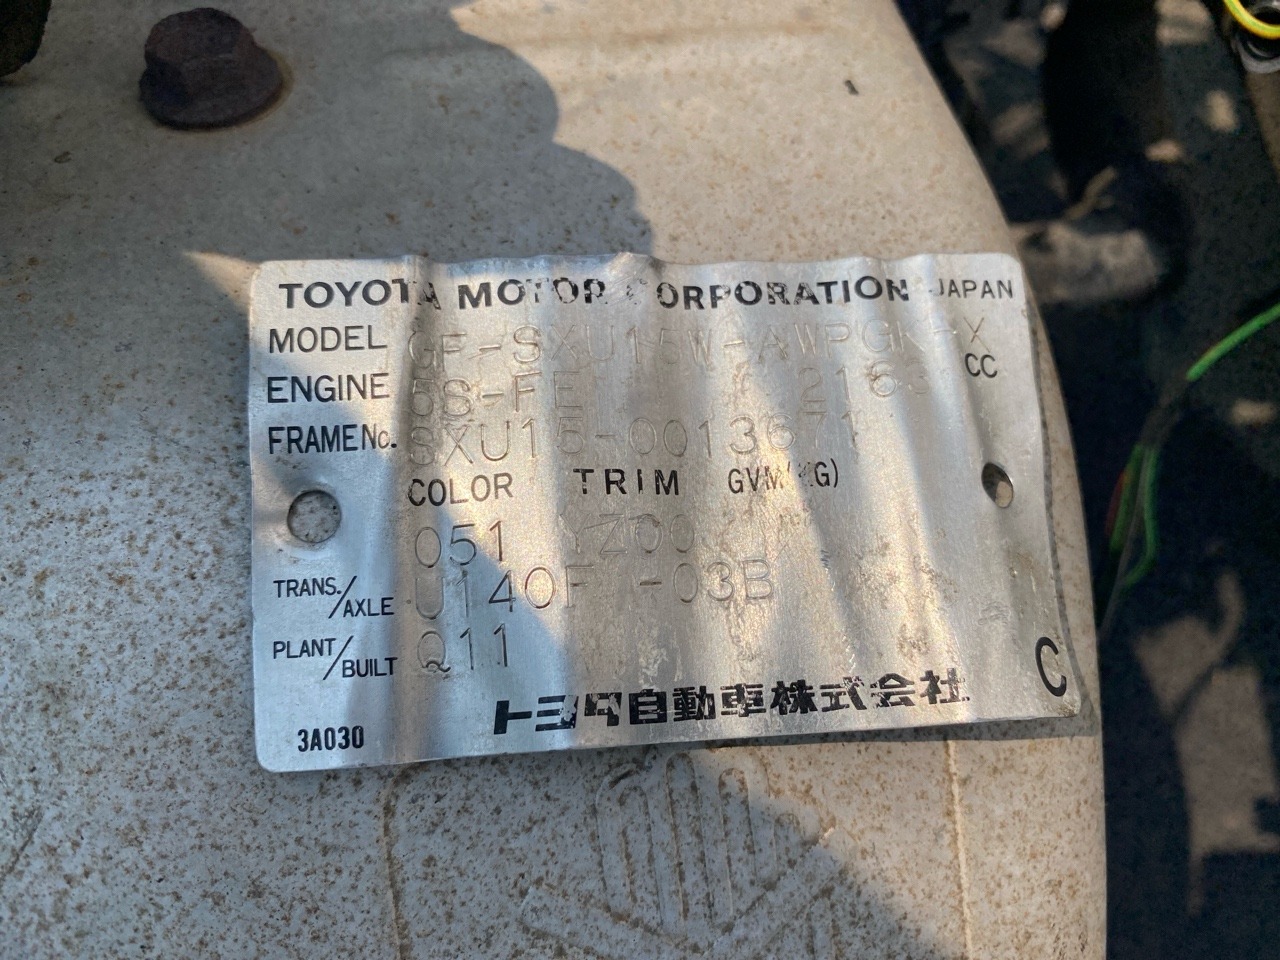 TOYOTA MOTOR CORPORATION JAPAN
MODEL GF-SXU15W-AWPGK-X
ENGINE 5S-FE 2163 CC
FRAME No. SXU15-0013671
COLOR TRIM GVM(KG)
051
TRANS./AXLE U140F -03B
PLANT/BUILT Q11
C
トヨタ自動車株式会社
3A030